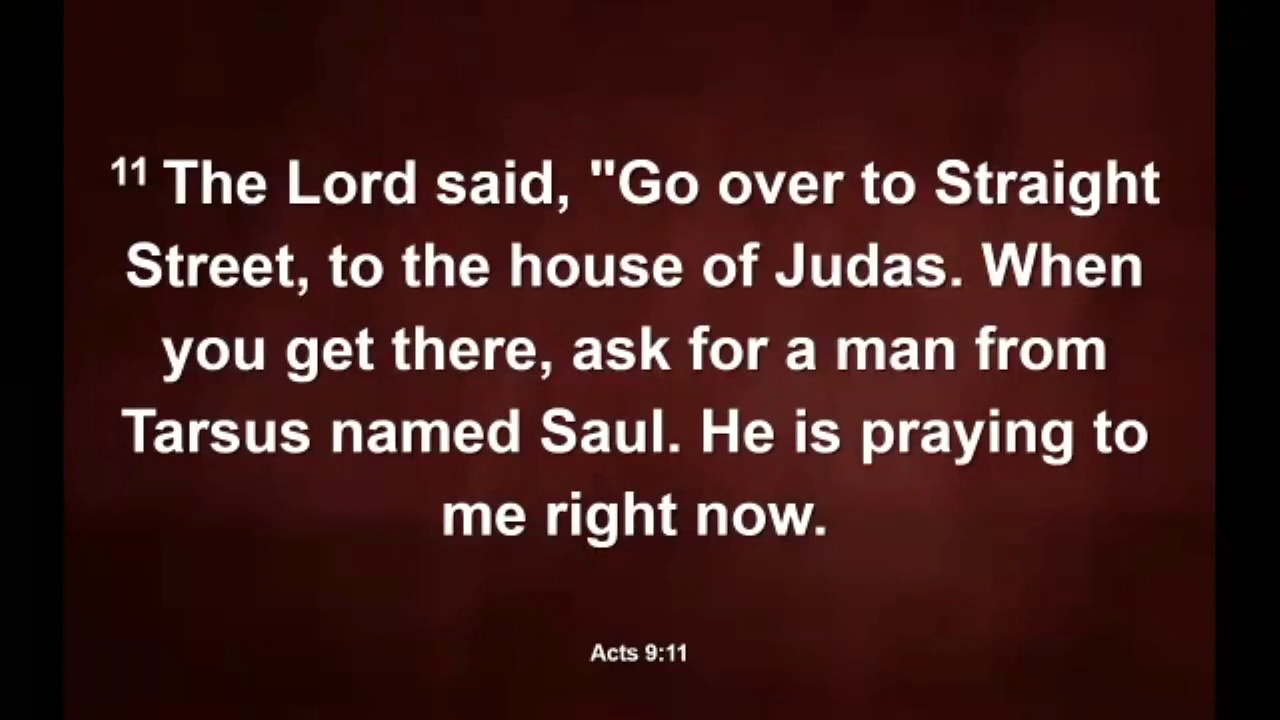 11 The Lord said, "Go over to Straight
Street, to the house of Judas. When
you get there, ask for a man from
Tarsus named Saul. He is praying to
me right now.
Acts 9:11